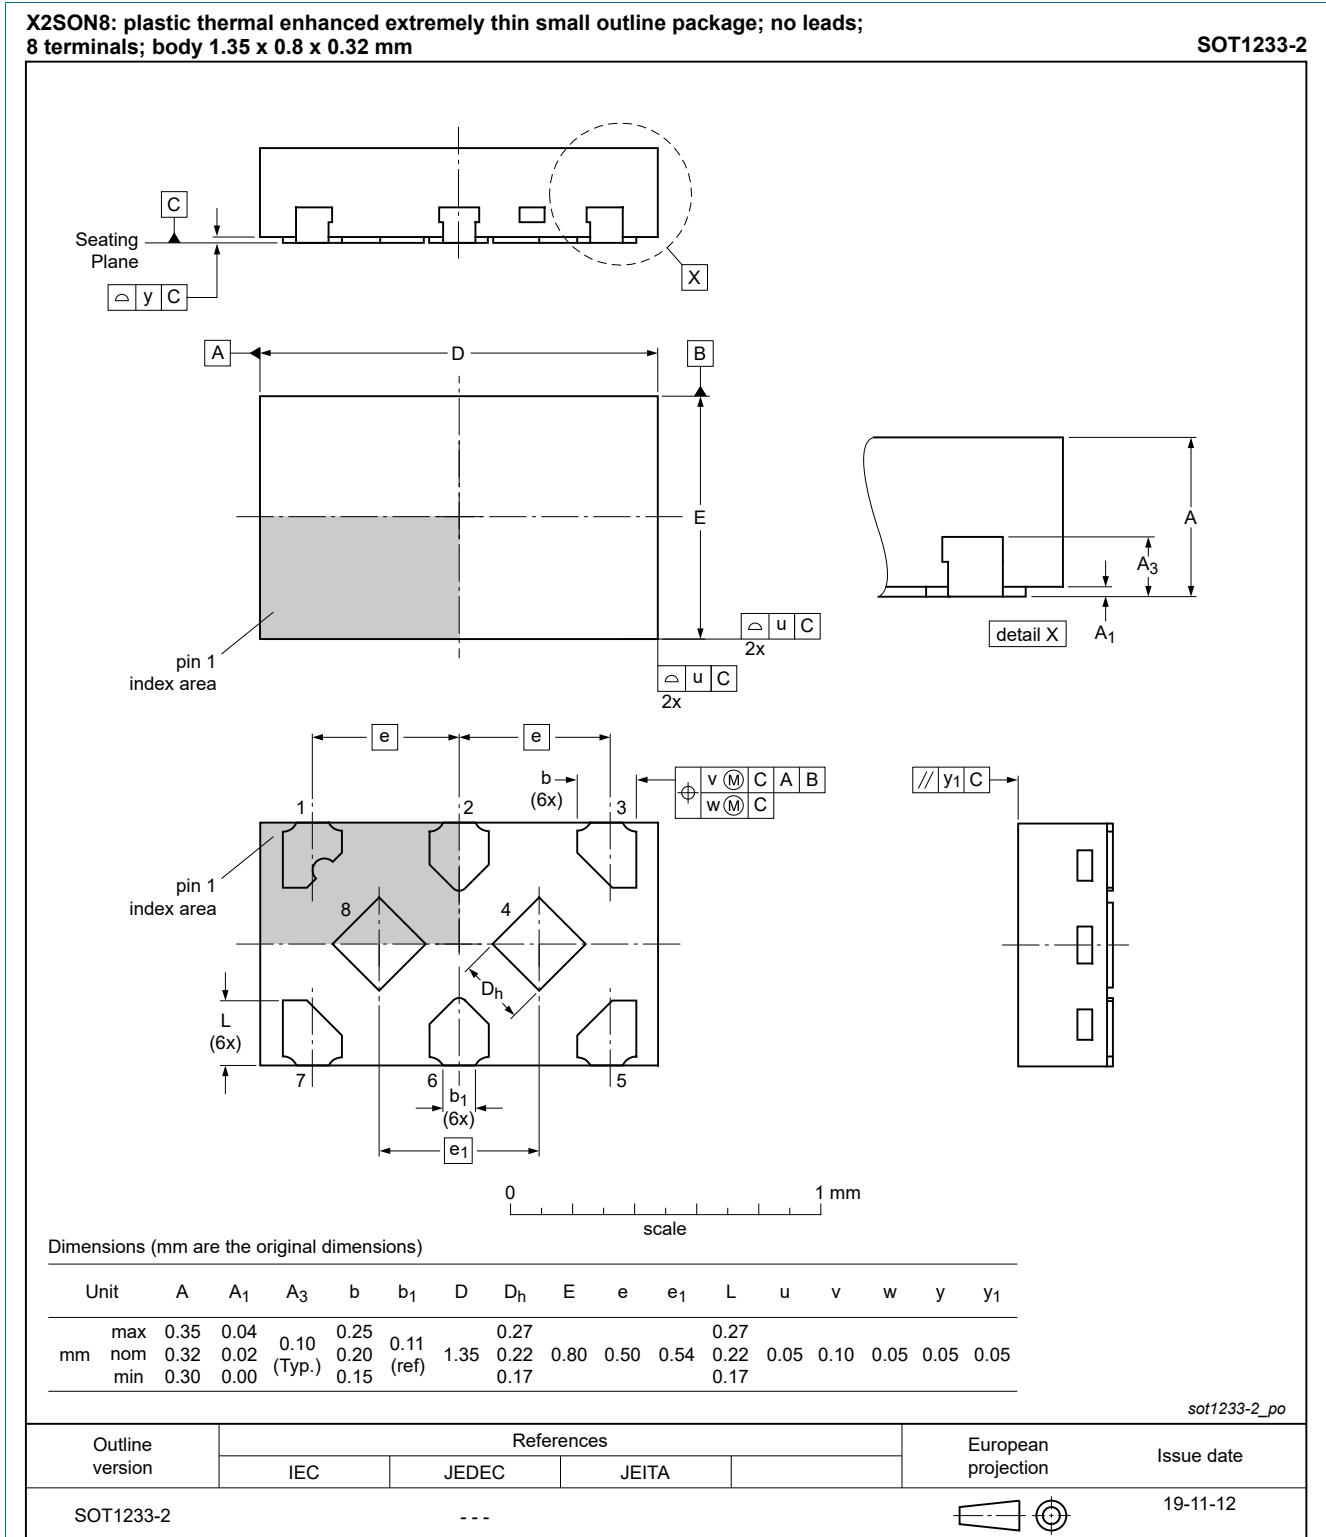 X2SON8: plastic thermal enhanced extremely thin small outline package; no leads;
8 terminals; body 1.35 x 0.8 x 0.32 mm
SOT1233-2
C
Seating
Plane
y C
X
A
D
B
E
A
A3
A1
detail X
u C
2x
u C
2x
pin 1
index area
e
e
b
(6x)
v Ⓜ C A B
w Ⓜ C
// y1 C
1
2
3
pin 1
index area
8
4
Dh
L
(6x)
7
6
5
b1
(6x)
e1
0
1 mm
scale
Dimensions (mm are the original dimensions)
Unit A A1 A3 b b1 D Dh E e e1 L u v w y y1
max 0.35 0.04 0.25 0.27 0.27
mm nom 0.32 0.02 0.10 (Typ.) 0.20 0.11 (ref) 1.35 0.22 0.80 0.50 0.54 0.22 0.05 0.10 0.05 0.05 0.05
min 0.30 0.00 0.15 0.17 0.17
sot1233-2_po
Outline
version
References
IEC JEDEC JEITA
European
projection
Issue date
SOT1233-2
- - -
19-11-12